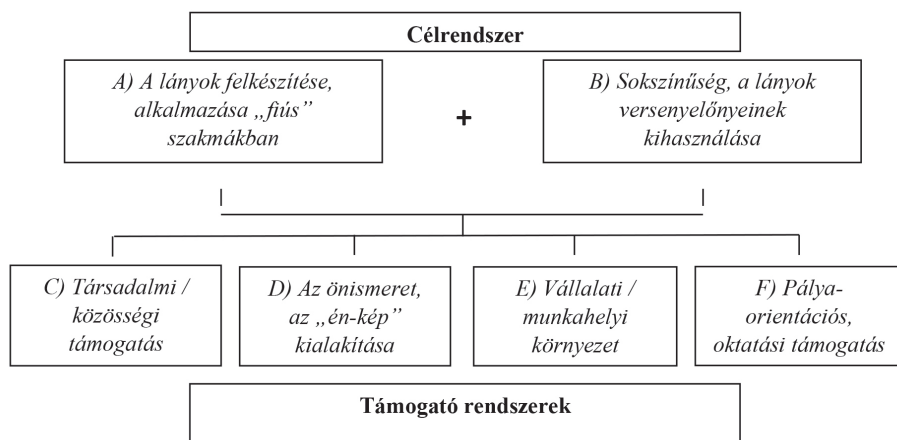 Célrendszer
A) A lányok felkészítése,
alkalmazása „fiús”
szakmákban
+
B) Sokszínűség, a lányok
versenyelőnyeinek
kihasználása
C) Társadalmi /
közösségi
támogatás
D) Az önismeret,
az „én-kép”
kialakítása
E) Vállalati /
munkahelyi
környezet
F) Pálya-
orientációs,
oktatási támogatás
Támogató rendszerek